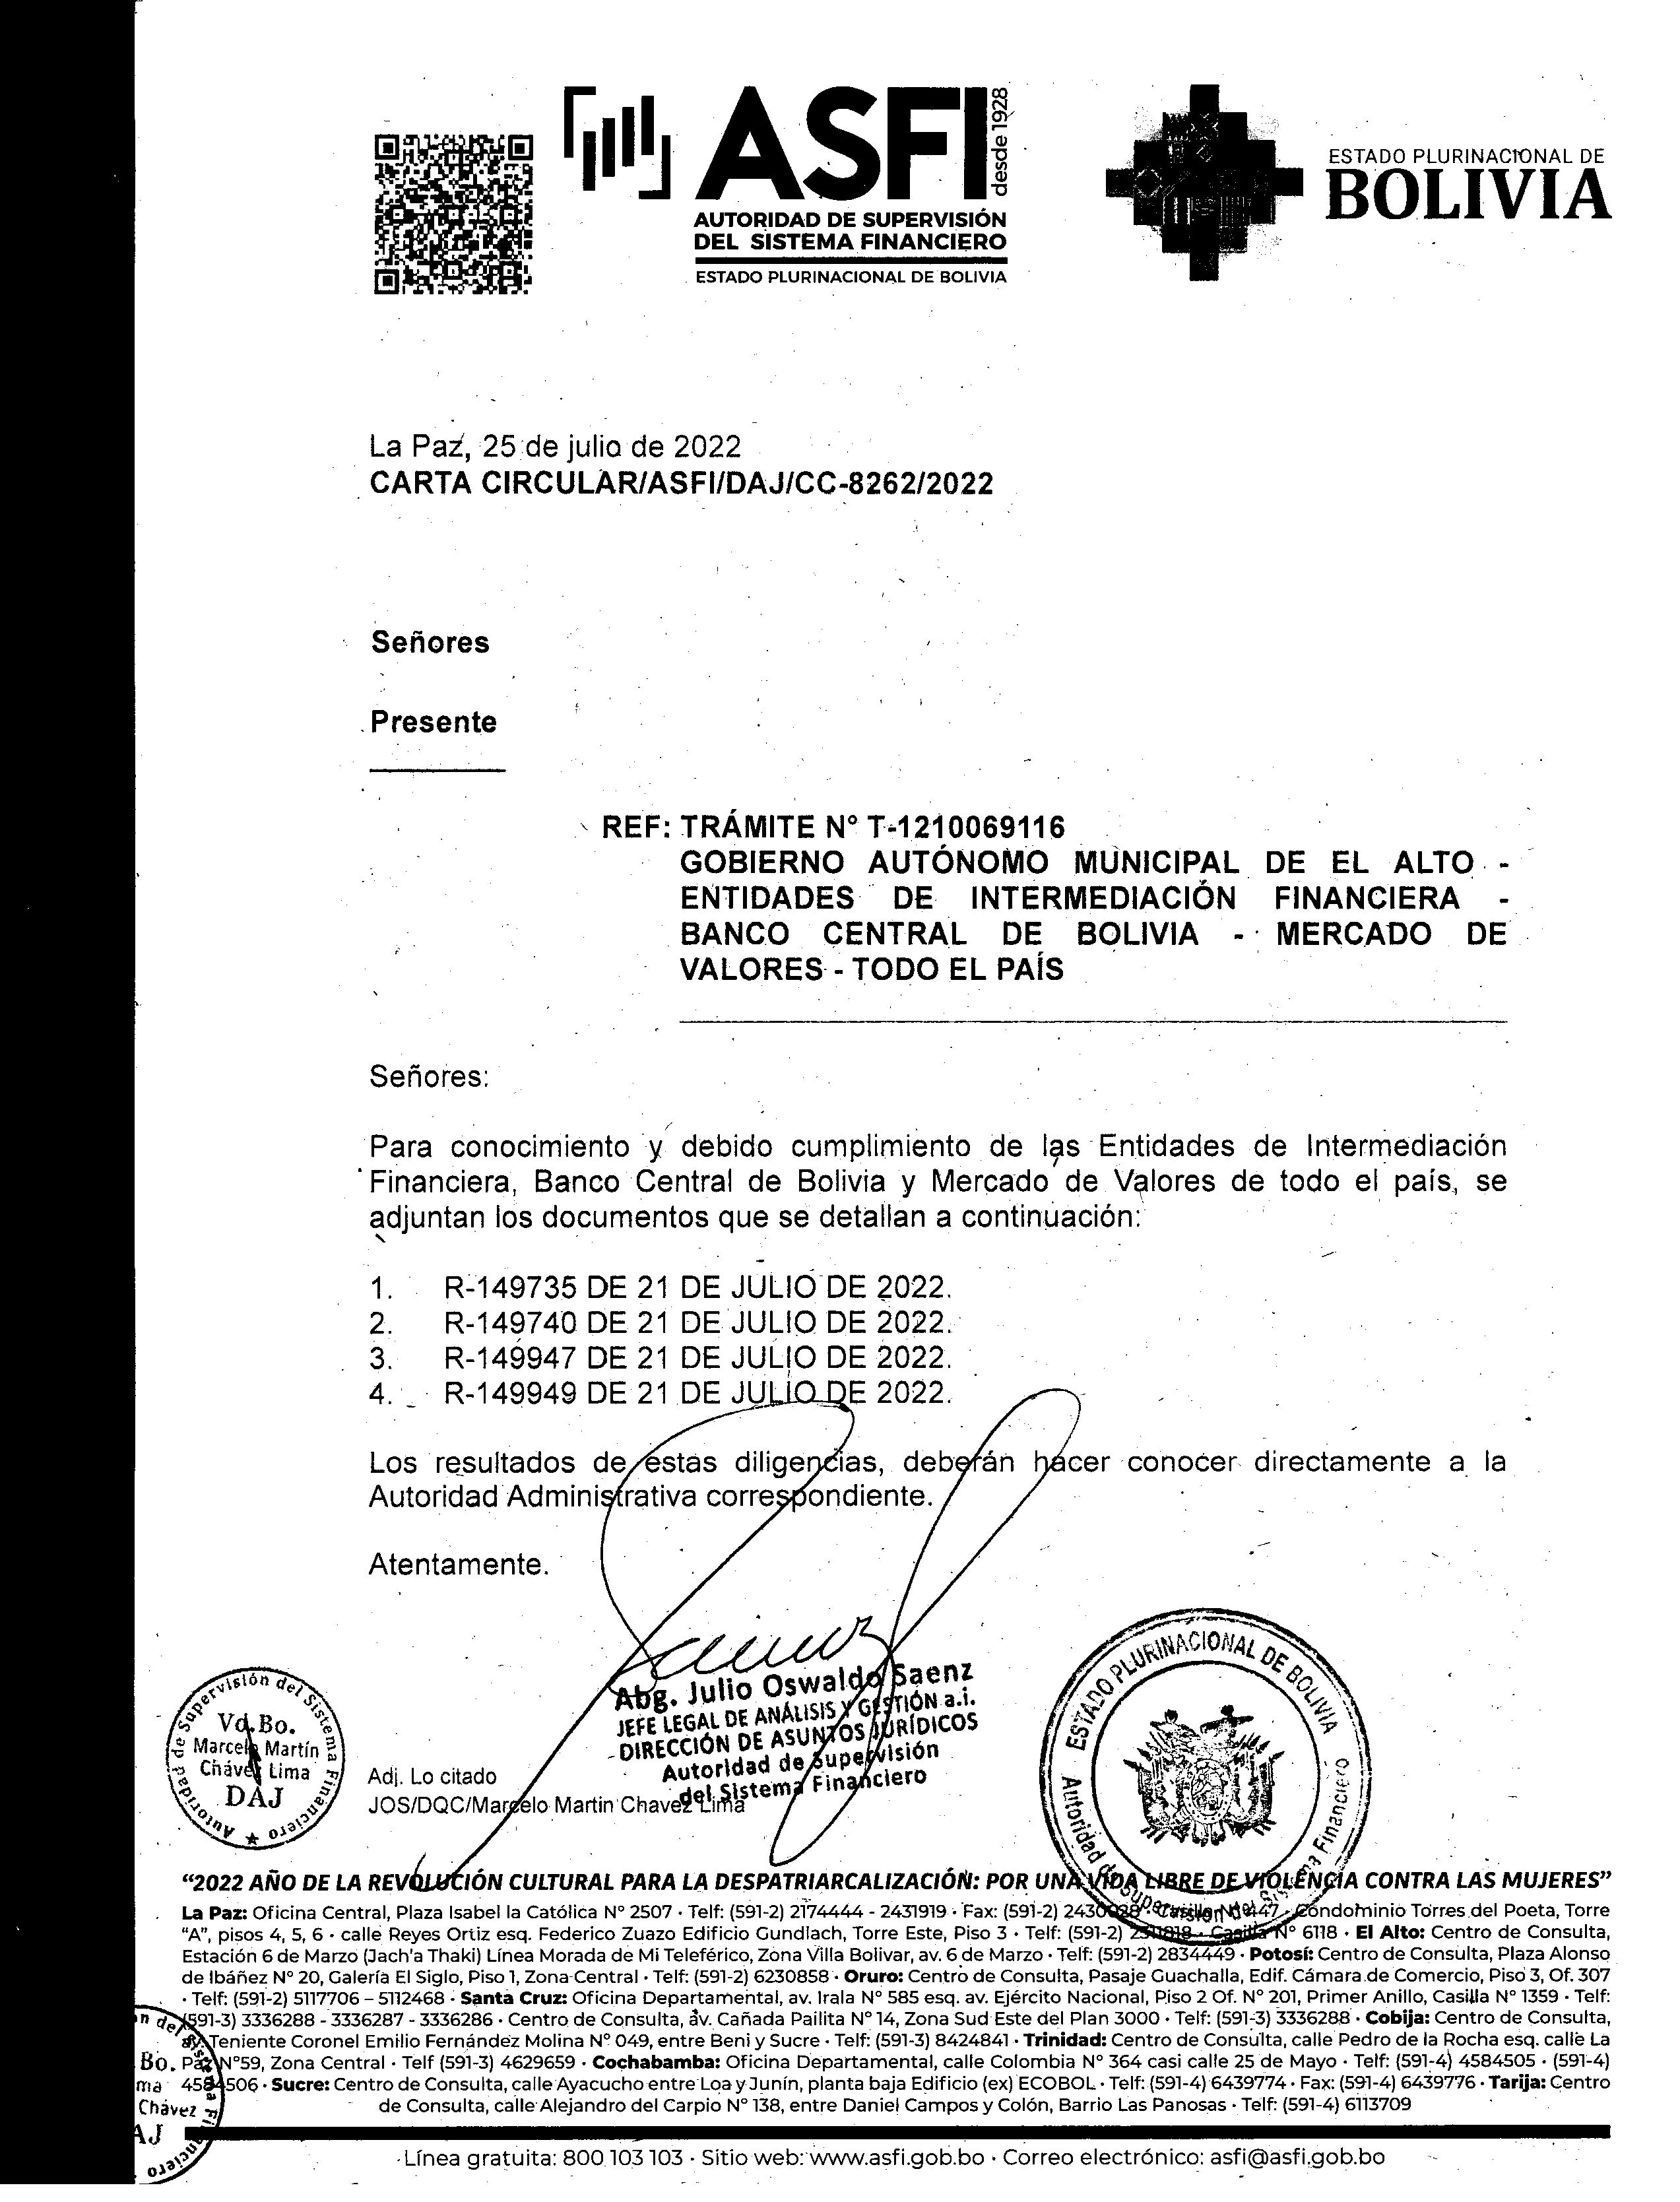 ASFI
desde 1928
AUTORIDAD DE SUPERVISIÓN
DEL SISTEMA FINANCIERO
ESTADO PLURINACIONAL DE BOLIVIA
ESTADO PLURINACIONAL DE
BOLIVIA
La Paz, 25 de julio de 2022
CARTA CIRCULAR/ASFI/DAJ/CC-8262/2022
Señores
Presente
REF: TRÁMITE N° T-1210069116
GOBIERNO AUTÓNOMO MUNICIPAL DE EL ALTO -
ENTIDADES DE INTERMEDIACIÓN FINANCIERA -
BANCO CENTRAL DE BOLIVIA - MERCADO DE
VALORES - TODO EL PAÍS
Señores:
Para conocimiento y debido cumplimiento de las Entidades de Intermediación
Financiera, Banco Central de Bolivia y Mercado de Valores de todo el país, se
adjuntan los documentos que se detallan a continuación:
1. R-149735 DE 21 DE JULIO DE 2022.
2. R-149740 DE 21 DE JULIO DE 2022.
3. R-149947 DE 21 DE JULIO DE 2022.
4. R-149949 DE 21 DE JULIO DE 2022.
Los resultados de estas diligencias, deberán hacer conocer directamente a la
Autoridad Administrativa correspondiente.
Atentamente.
Abg. Julio Oswaldo Saenz
JEFE LEGAL DE ANÁLISIS Y GESTIÓN a.i.
DIRECCIÓN DE ASUNTOS JURÍDICOS
Autoridad de Supervisión
del Sistema Financiero
Autoridad de Supervisión del Sistema Financiero
Vo.Bo.
Marcelo Martín
Chávez Lima
DAJ
ESTADO PLURINACIONAL DE BOLIVIA
Autoridad de Supervisión del Sistema Financiero
Adj. Lo citado
JOS/DQC/Marcelo Martin Chavez Lima
“2022 AÑO DE LA REVOLUCIÓN CULTURAL PARA LA DESPATRIARCALIZACIÓN: POR UNA VIDA LIBRE DE VIOLENCIA CONTRA LAS MUJERES”
La Paz: Oficina Central, Plaza Isabel la Católica N° 2507 · Telf: (591-2) 2174444 - 2431919 · Fax: (591-2) · Casilla N° 447 · Condominio Torres del Poeta, Torre
“A”, pisos 4, 5, 6 · calle Reyes Ortiz esq. Federico Zuazo Edificio Gundlach, Torre Este, Piso 3 · Telf: (591-2) · Casilla N° 6118 · El Alto: Centro de Consulta,
Estación 6 de Marzo (Jach'a Thaki) Línea Morada de Mi Teleférico, Zona Villa Bolivar, av. 6 de Marzo · Telf: (591-2) 2834449 · Potosí: Centro de Consulta, Plaza Alonso
de Ibáñez N° 20, Galería El Siglo, Piso 1, Zona Central · Telf: (591-2) 6230858 · Oruro: Centro de Consulta, Pasaje Guachalla, Edif. Cámara de Comercio, Piso 3, Of. 307
· Telf: (591-2) 5117706 – 5112468 · Santa Cruz: Oficina Departamental, av. Irala N° 585 esq. av. Ejército Nacional, Piso 2 Of. N° 201, Primer Anillo, Casilla N° 1359 · Telf:
(591-3) 3336288 - 3336287 - 3336286 · Centro de Consulta, av. Cañada Pailita N° 14, Zona Sud Este del Plan 3000 · Telf: (591-3) 3336288 · Cobija: Centro de Consulta,
Teniente Coronel Emilio Fernández Molina N° 049, entre Beni y Sucre · Telf: (591-3) 8424841 · Trinidad: Centro de Consulta, calle Pedro de la Rocha esq. calle La
Paz N°59, Zona Central · Telf (591-3) 4629659 · Cochabamba: Oficina Departamental, calle Colombia N° 364 casi calle 25 de Mayo · Telf: (591-4) 4584505 · (591-4)
4584506 · Sucre: Centro de Consulta, calle Ayacucho entre Loa y Junín, planta baja Edificio (ex) ECOBOL · Telf: (591-4) 6439774 · Fax: (591-4) 6439776 · Tarija: Centro
de Consulta, calle Alejandro del Carpio N° 138, entre Daniel Campos y Colón, Barrio Las Panosas · Telf: (591-4) 6113709
Bo.
ma
Chávez
AJ
Línea gratuita: 800 103 103 · Sitio web: www.asfi.gob.bo · Correo electrónico: asfi@asfi.gob.bo